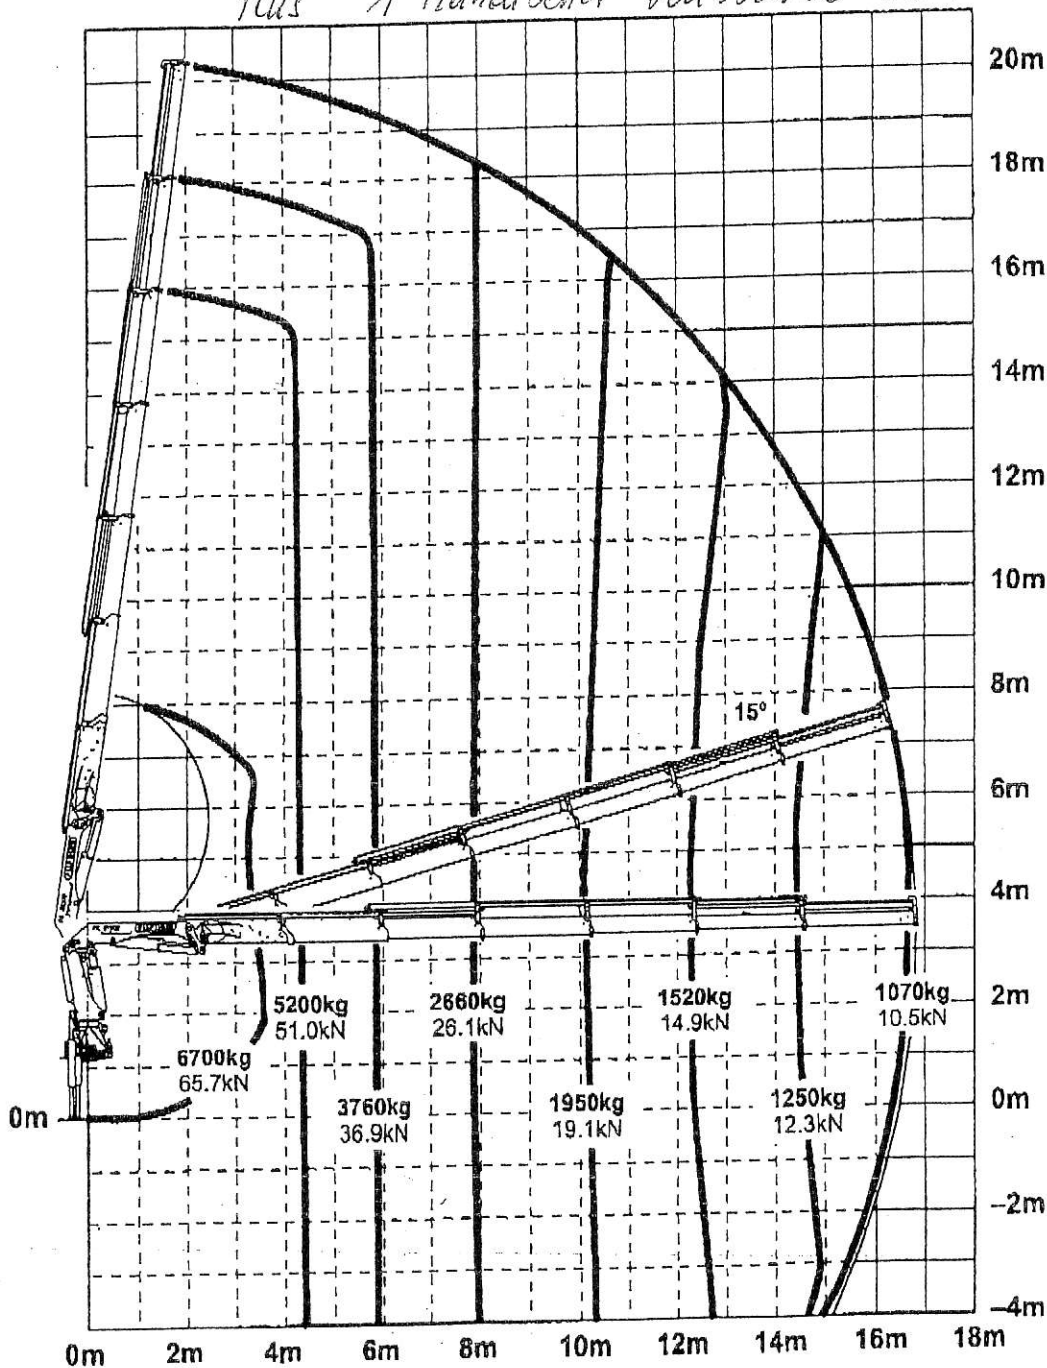 20m
18m
16m
14m
12m
10m
15°
8m
6m
4m
5200kg
51.0kN
2660kg
26.1kN
1520kg
14.9kN
1070kg
10.5kN
2m
6700kg
65.7kN
3760kg
36.9kN
1950kg
19.1kN
1250kg
12.3kN
0m
0m
–2m
–4m
0m 2m 4m 6m 8m 10m 12m 14m 16m 18m